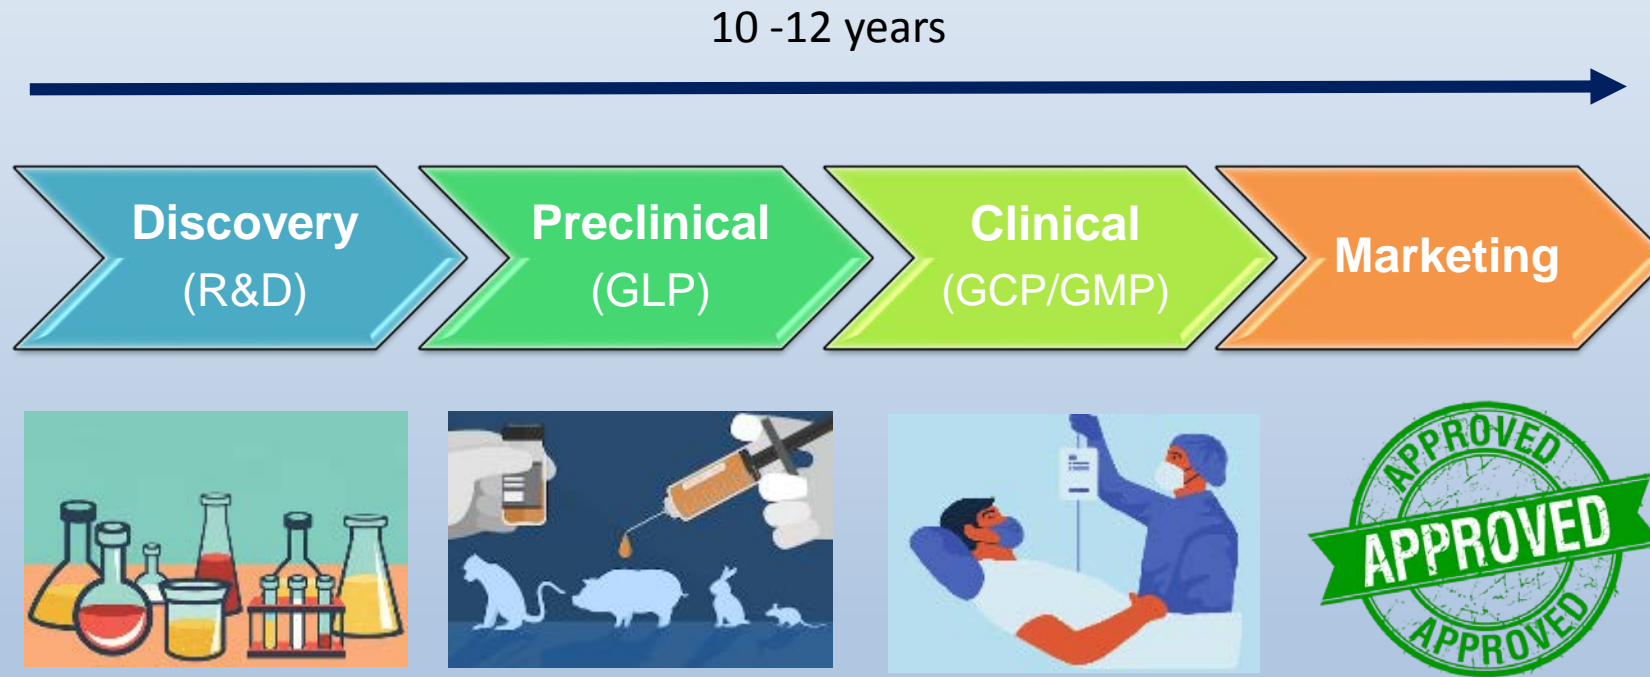 10 -12 years
Discovery
(R&D)
Preclinical
(GLP)
Clinical
(GCP/GMP)
Marketing
APPROVED
APPROVED
APPROVED